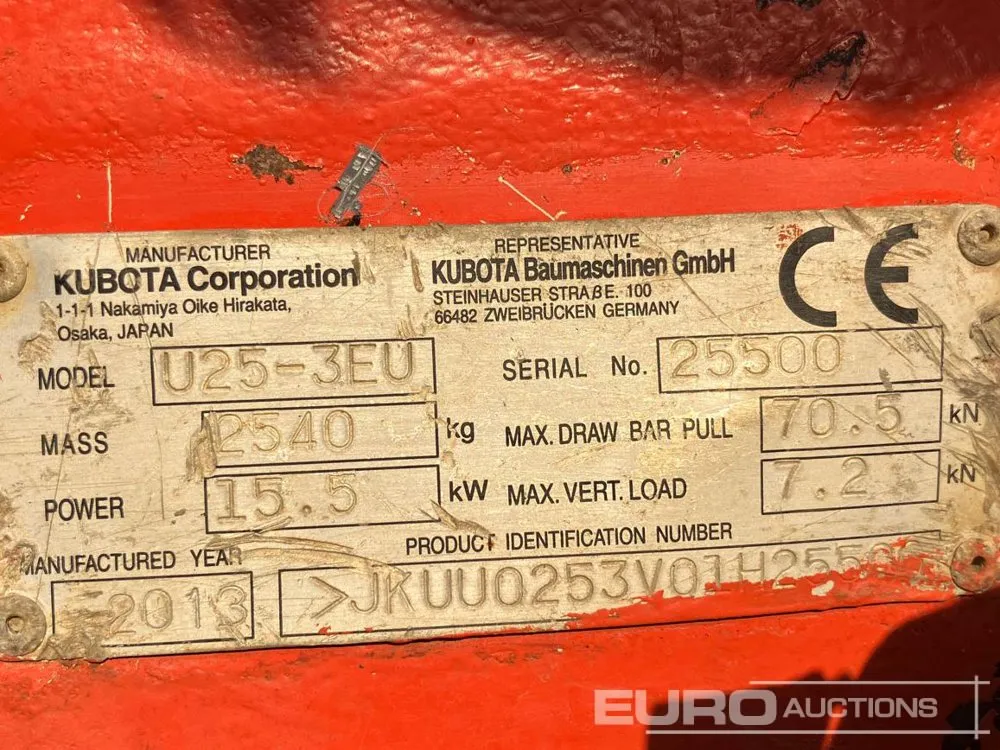 MANUFACTURER
KUBOTA Corporation
1-1-1 Nakamiya Oike Hirakata,
Osaka, JAPAN
REPRESENTATIVE
KUBOTA Baumaschinen GmbH
STEINHAUSER STRAßE. 100
66482 ZWEIBRÜCKEN GERMANY
CE
MODEL U25-3EU
SERIAL No. 25500
MASS 2540 kg
MAX. DRAW BAR PULL 70.5 kN
POWER 15.5 kW
MAX. VERT. LOAD 7.2 kN
MANUFACTURED YEAR
2013
PRODUCT IDENTIFICATION NUMBER
EURO AUCTIONS